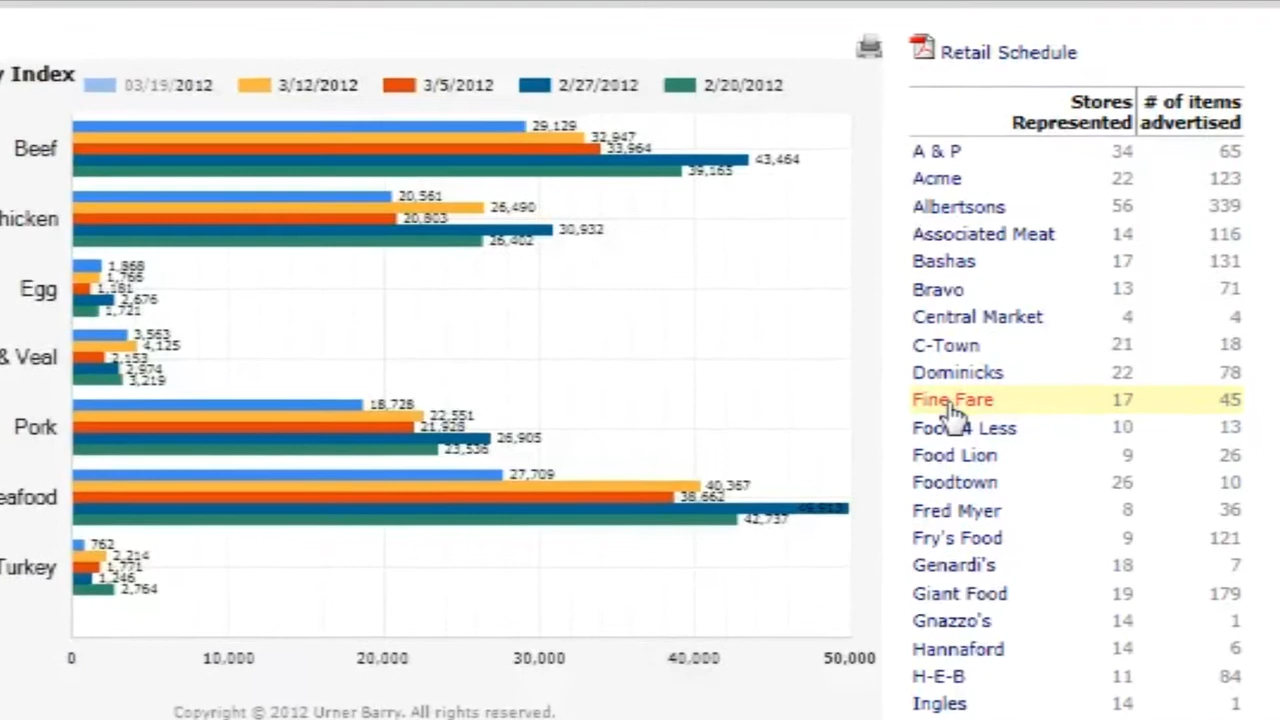 y Index
03/19/2012 3/12/2012 3/5/2012 2/27/2012 2/20/2012
Beef
29,129
32,947
33,964
43,464
39,165
hicken
20,561
26,490
20,803
30,932
26,402
Egg
1,868
1,766
1,181
2,676
1,721
& Veal
3,563
4,125
2,153
2,974
3,219
Pork
18,728
22,551
21,928
26,905
23,536
eafood
27,709
40,367
38,662
42,737
Turkey
762
2,214
1,771
1,246
2,764
0 10,000 20,000 30,000 40,000 50,000
Copyright © 2012 Urner Barry. All rights reserved.
Retail Schedule
Stores # of items
Represented advertised
A & P 34 65
Acme 22 123
Albertsons 56 339
Associated Meat 14 116
Bashas 17 131
Bravo 13 71
Central Market 4 4
C-Town 21 18
Dominicks 22 78
Fine Fare 17 45
Food 4 Less 10 13
Food Lion 9 26
Foodtown 26 10
Fred Myer 8 36
Fry's Food 9 121
Genardi's 18 7
Giant Food 19 179
Gnazzo's 14 1
Hannaford 14 6
H-E-B 11 84
Ingles 14 1